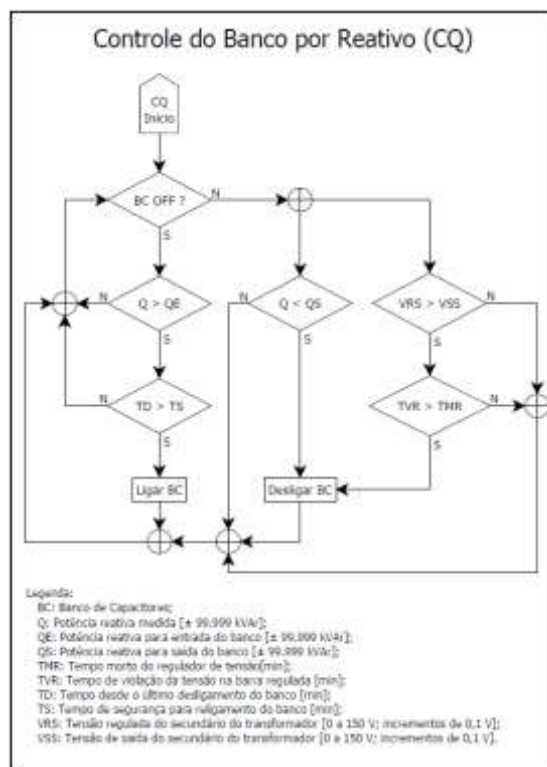 Controle do Banco por Reativo (CQ)
CQ
Início
BC OFF ?
N
S
Q > QE
N
S
Q < QS
N
S
VRS > VSS
N
S
TD > TS
N
S
TVR > TMR
N
S
Ligar BC
Desligar BC
Legenda:
BC: Banco de Capacitores;
Q: Potência reativa medida [± 99.999 kVAr];
QE: Potência reativa para entrada do banco [± 99.999 kVAr];
QS: Potência reativa para saída do banco [± 99.999 kVAr];
TMR: Tempo morto do regulador de tensão[min];
TVR: Tempo de violação da tensão na barra regulada [min];
TD: Tempo desde o último desligamento do banco [min];
TS: Tempo de segurança para religamento do banco [min];
VRS: Tensão regulada do secundário do transformador [0 a 150 V; incrementos de 0,1 V];
VSS: Tensão de saída do secundário do transformador [0 a 150 V; incrementos de 0,1 V].